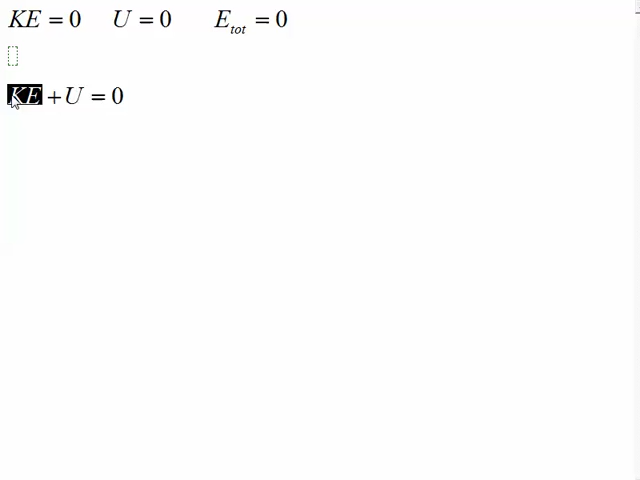 KE = 0 U = 0 E_tot = 0
KE + U = 0